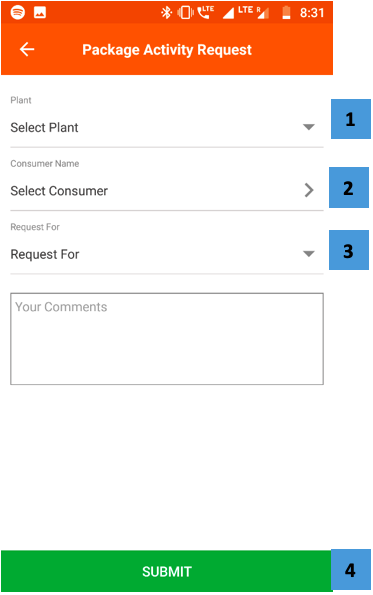 LTE LTE R 8:31
Package Activity Request
Plant
Select Plant
1
Consumer Name
Select Consumer
2
Request For
Request For
3
Your Comments
SUBMIT
4